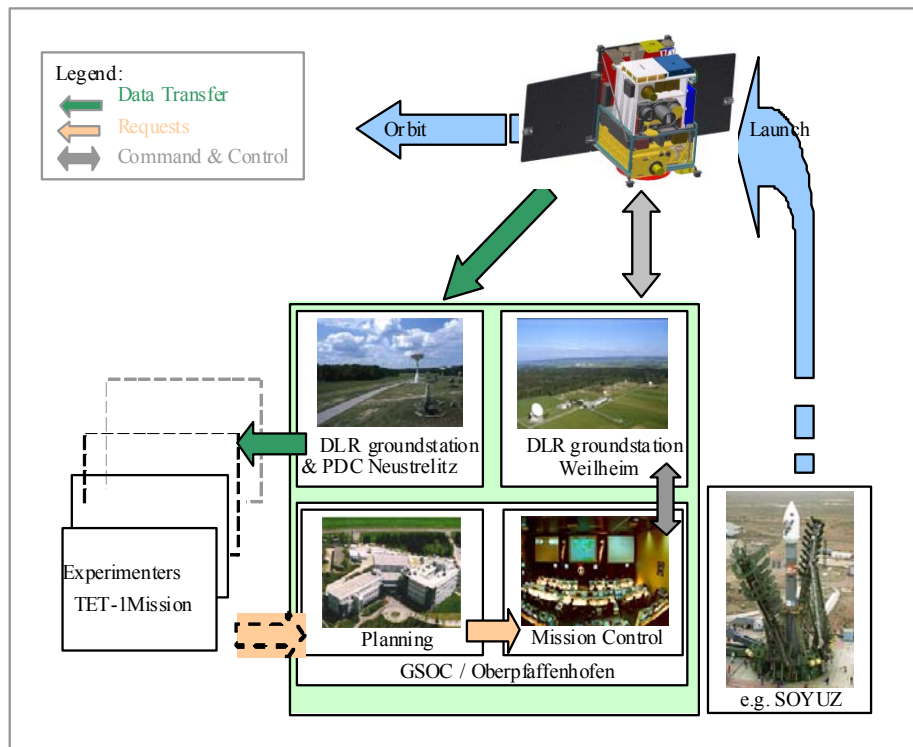 Legend:
Data Transfer
Requests
Command & Control
Orbit
Launch
DLR groundstation
& PDC Neustrelitz
DLR groundstation
Weilheim
Experimenters
TET-1Mission
Planning
Mission Control
GSOC / Oberpfaffenhofen
e.g. SOYUZ